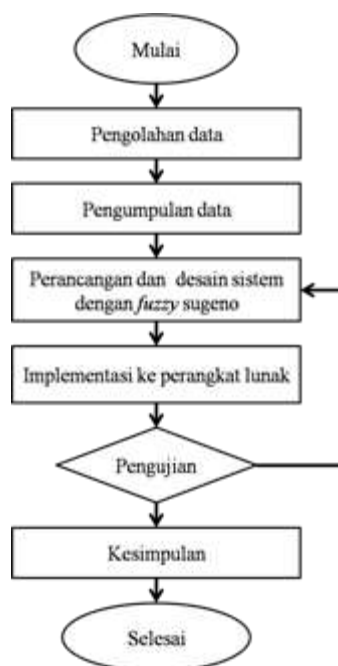 Mulai
Pengolahan data
Pengumpulan data
Perancangan dan desain sistem
dengan fuzzy sugeno
Implementasi ke perangkat lunak
Pengujian
Kesimpulan
Selesai